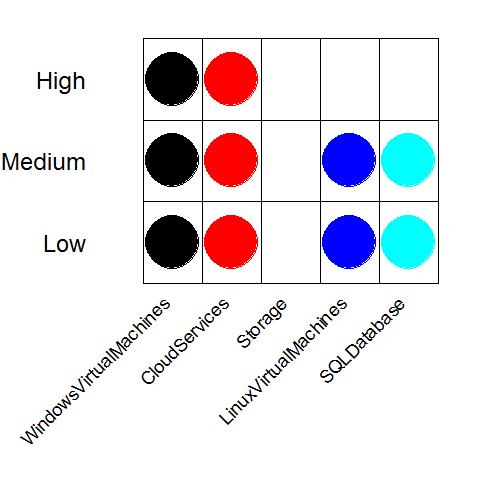 High
Medium
Low
WindowsVirtualMachines
CloudServices
Storage
LinuxVirtualMachines
SQLDatabase